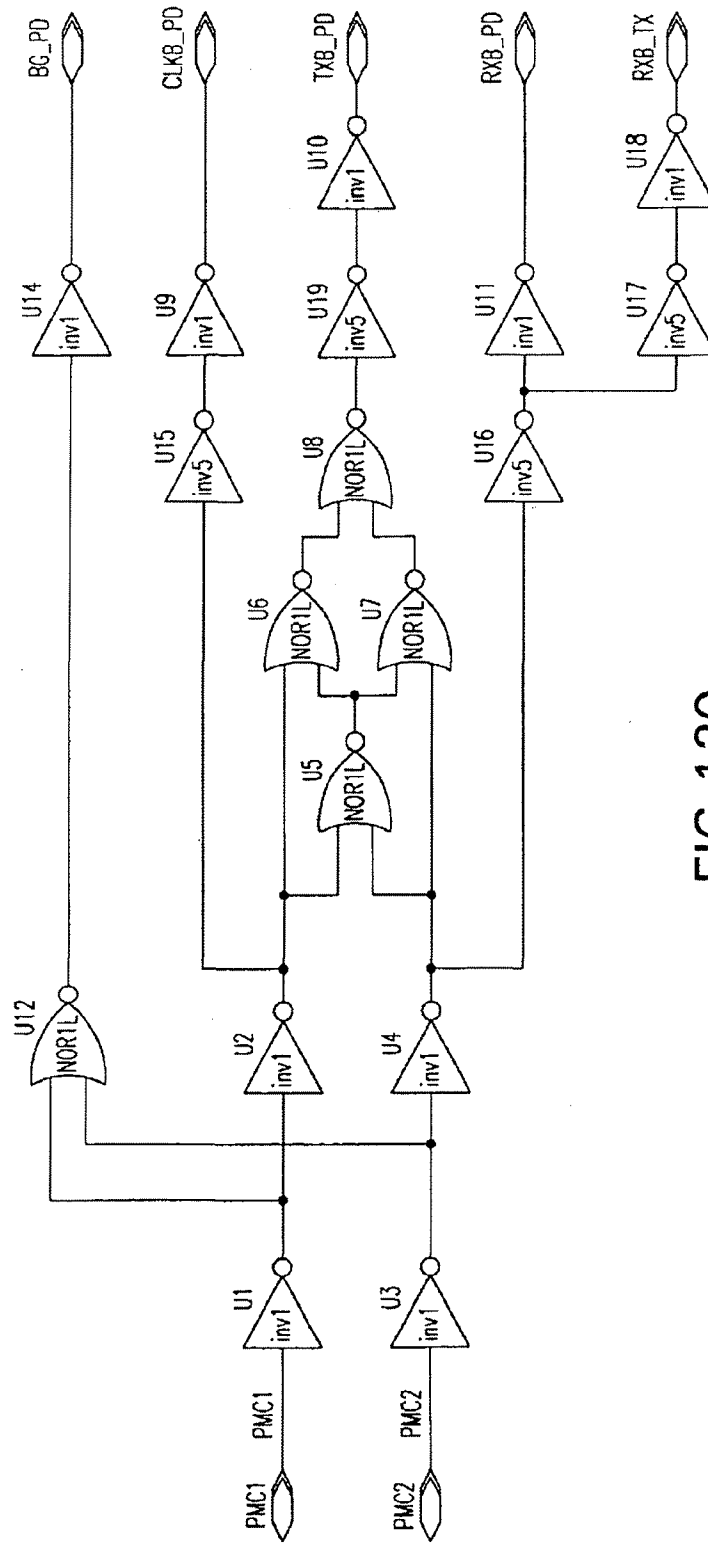 BG_PD
U14
inv1
U12
NOR1L
CLKB_PD
U9
inv1
U15
inv5
TXB_PD
U10
inv1
U19
inv5
U8
NOR1L
U6
NOR1L
U7
NOR1L
U5
NOR1L
U2
inv1
U4
inv1
U1
inv1
U3
inv1
PMC1
PMC1
PMC2
PMC2
RXB_PD
U11
inv1
U16
inv5
RXB_TX
U18
inv1
U17
inv5